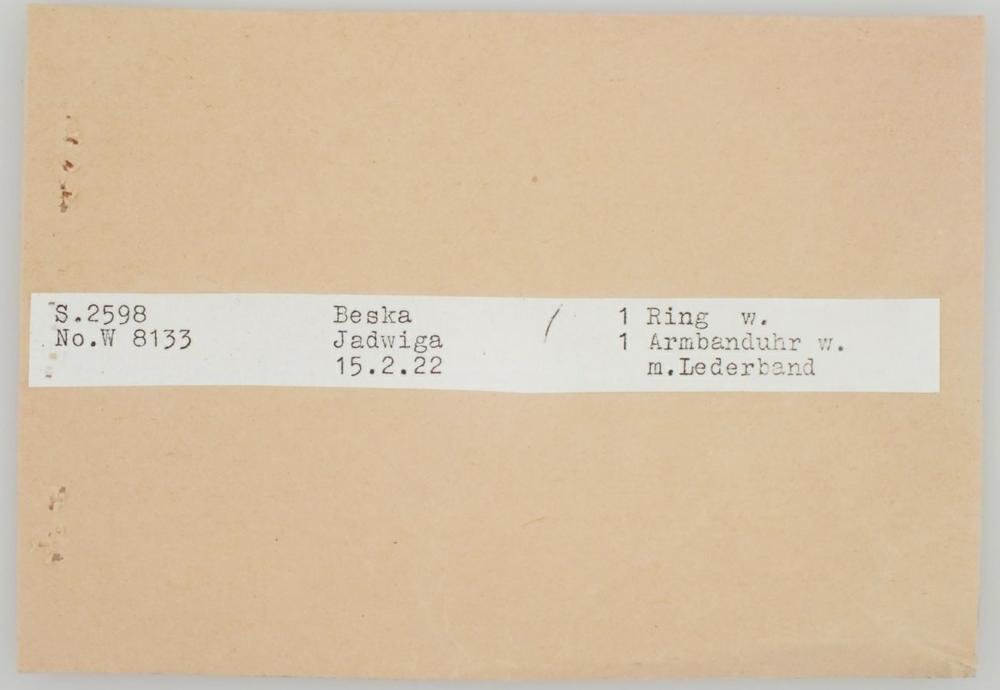 S.2598 Beska / 1 Ring w.
No.W 8133 Jadwiga 1 Armbanduhr w.
15.2.22 m.Lederband